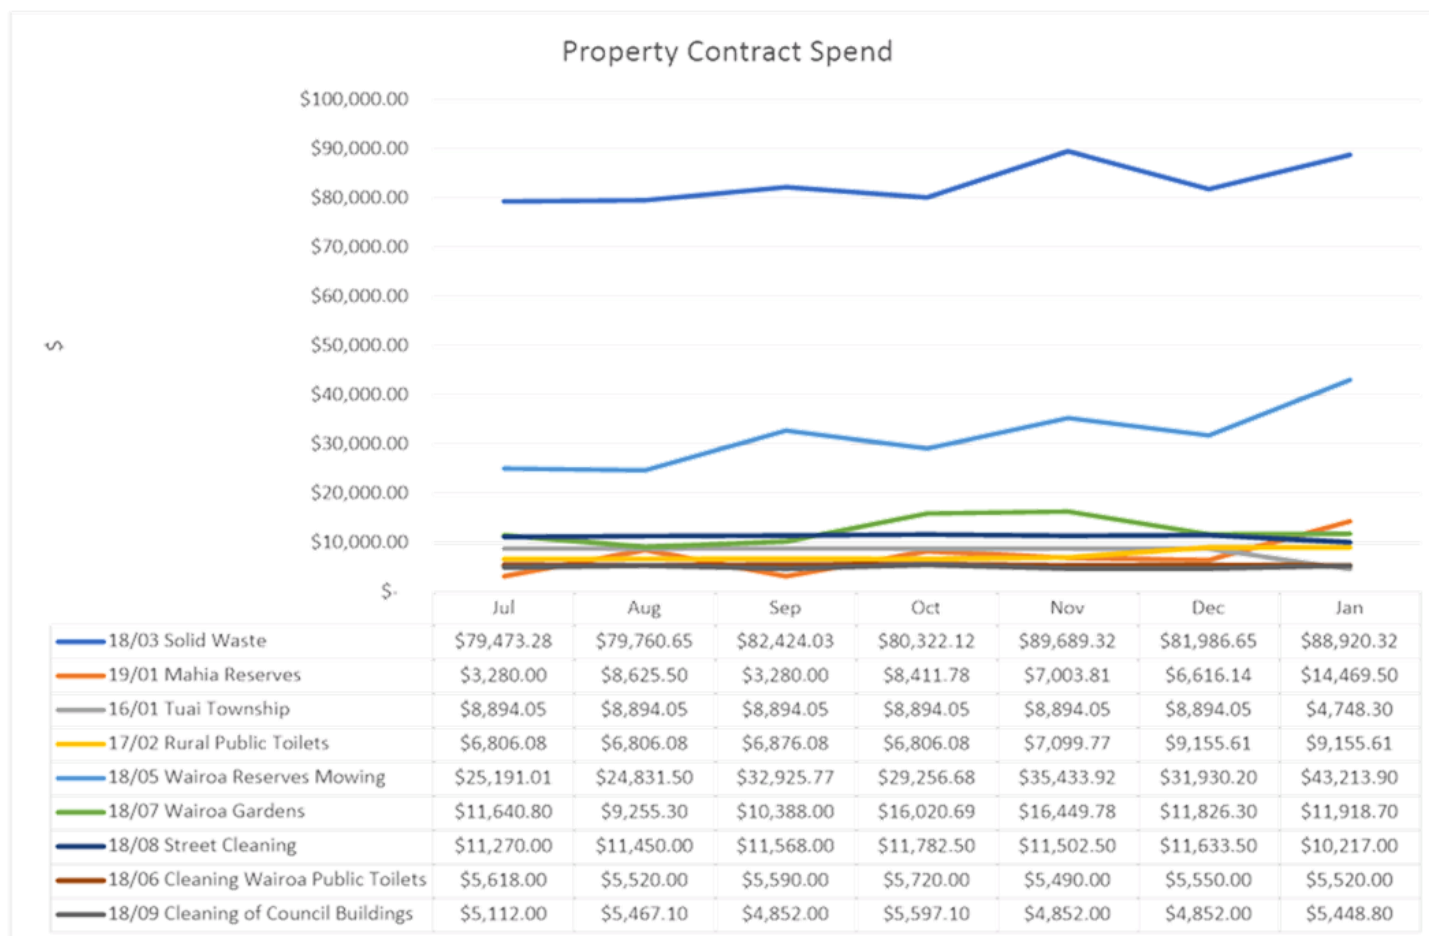 Property Contract Spend
$100,000.00
$90,000.00
$80,000.00
$70,000.00
$60,000.00
$50,000.00
$40,000.00
$30,000.00
$20,000.00
$10,000.00
$-
$
Jul Aug Sep Oct Nov Dec Jan
18/03 Solid Waste $79,473.28 $79,760.65 $82,424.03 $80,322.12 $89,689.32 $81,986.65 $88,920.32
19/01 Mahia Reserves $3,280.00 $8,625.50 $3,280.00 $8,411.78 $7,003.81 $6,616.14 $14,469.50
16/01 Tuai Township $8,894.05 $8,894.05 $8,894.05 $8,894.05 $8,894.05 $8,894.05 $4,748.30
17/02 Rural Public Toilets $6,806.08 $6,806.08 $6,876.08 $6,806.08 $7,099.77 $9,155.61 $9,155.61
18/05 Wairoa Reserves Mowing $25,191.01 $24,831.50 $32,925.77 $29,256.68 $35,433.92 $31,930.20 $43,213.90
18/07 Wairoa Gardens $11,640.80 $9,255.30 $10,388.00 $16,020.69 $16,449.78 $11,826.30 $11,918.70
18/08 Street Cleaning $11,270.00 $11,450.00 $11,568.00 $11,782.50 $11,502.50 $11,633.50 $10,217.00
18/06 Cleaning Wairoa Public Toilets $5,618.00 $5,520.00 $5,590.00 $5,720.00 $5,490.00 $5,550.00 $5,520.00
18/09 Cleaning of Council Buildings $5,112.00 $5,467.10 $4,852.00 $5,597.10 $4,852.00 $4,852.00 $5,448.80